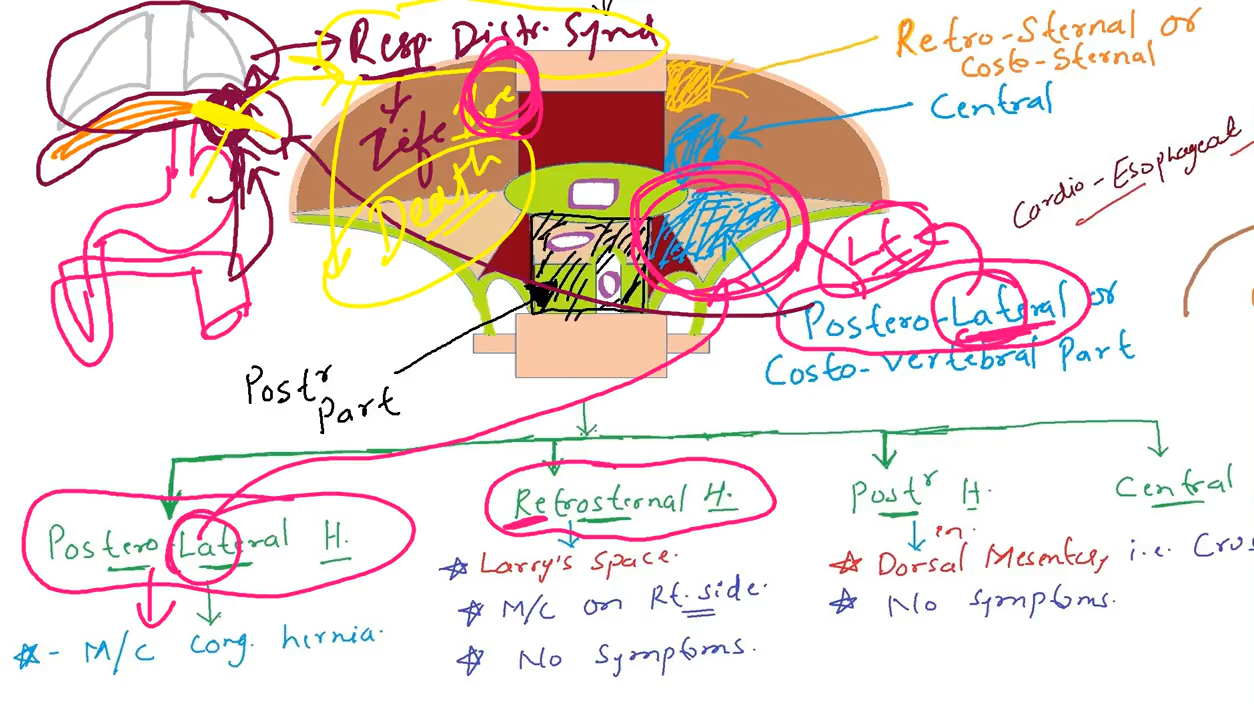 Resp. Distr. Synd
Life
Death
Retro-Sternal or
Costo-Sternal
Central
Cardio-Esophageal
Lt
Postero-Lateral or
Costo-Vertebral Part
Postr
Part
Postero-Lateral H.
Retrosternal H.
Postr H.
Central
M/C cong. hernia.
Larry's space.
M/C on Rt. side.
No symptoms.
in
Dorsal Mesentery, i.e.
No symptoms.